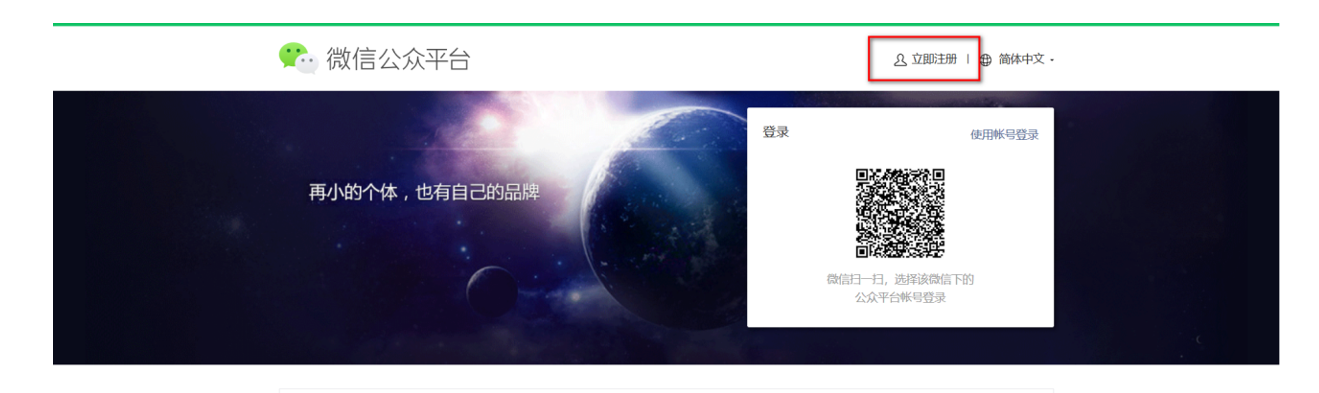 微信公众平台
立即注册 | 简体中文
登录 使用帐号登录
再小的个体，也有自己的品牌
微信扫一扫，选择该微信下的
公众平台帐号登录